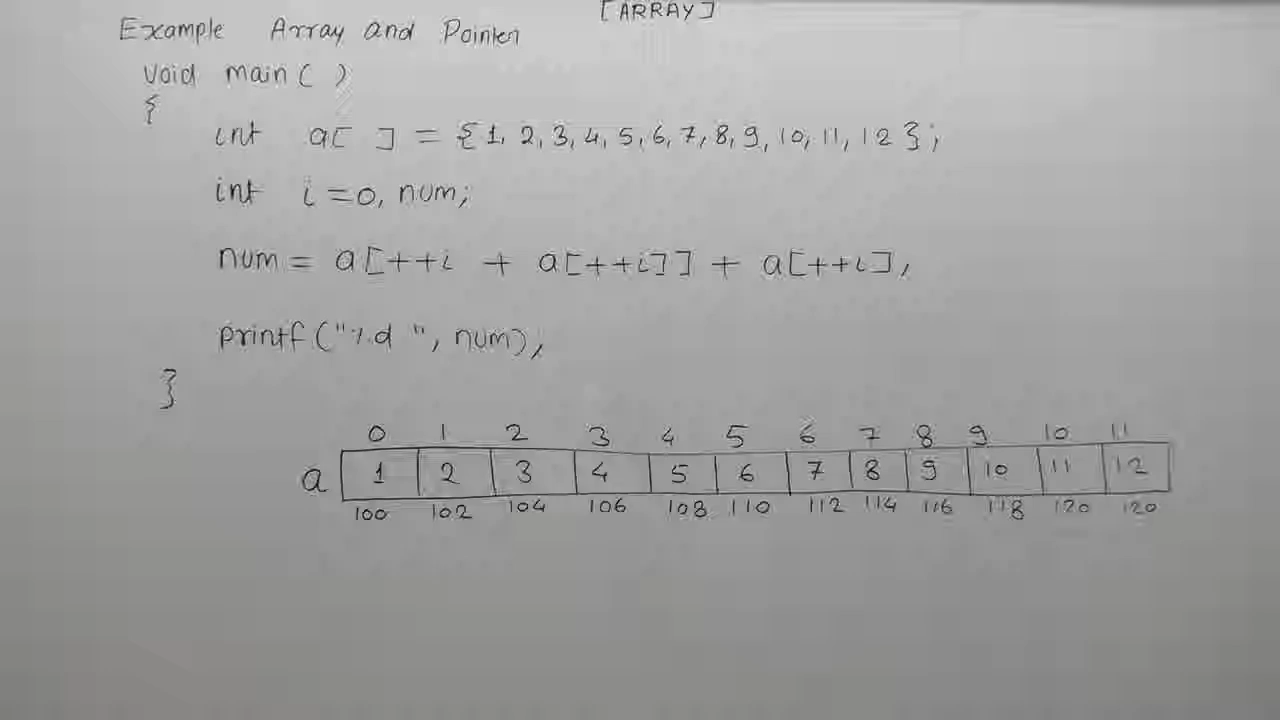 [ARRAY]
Example Array and Pointer
void main( )
{
int a[ ] = {1, 2, 3, 4, 5, 6, 7, 8, 9, 10, 11, 12 };
int i =0, num;
num = a[++i + a[++i]] + a[++i];
printf("%d ", num);
}
0 1 2 3 4 5 6 7 8 9 10 11
a 1 2 3 4 5 6 7 8 9 10 11 12
100 102 104 106 108 110 112 114 116 118 120 120